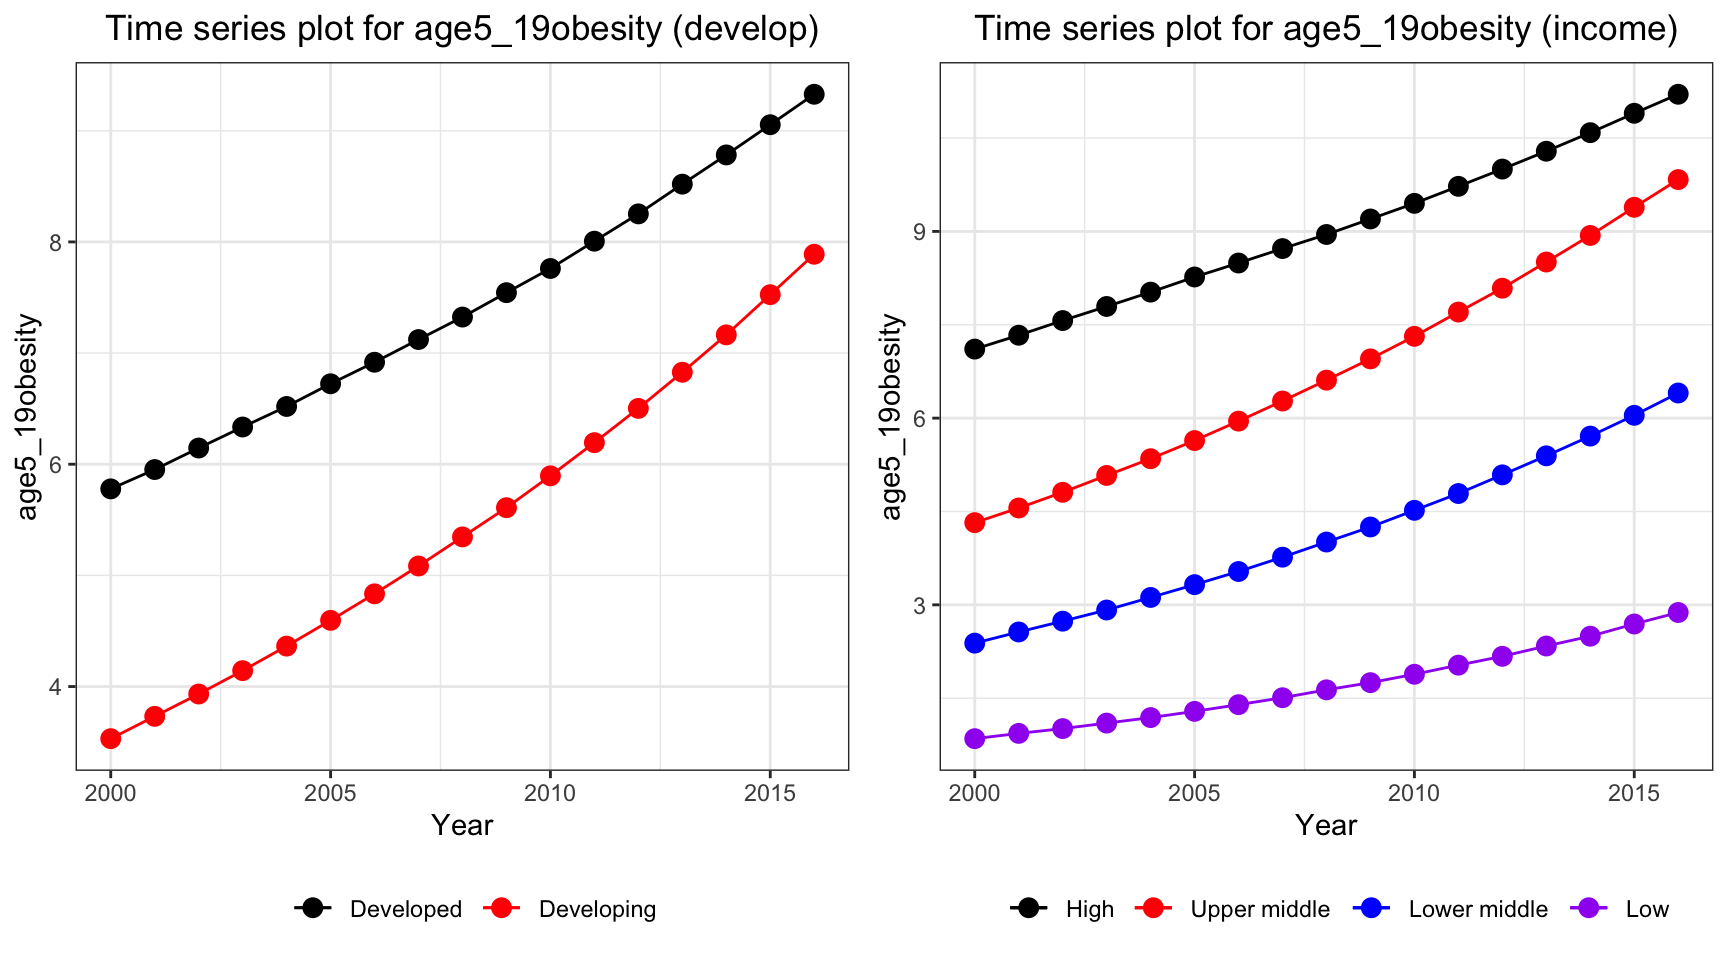 Time series plot for age5_19obesity (develop)
age5_19obesity
8
6
4
2000 2005 2010 2015
Year
Developed Developing
Time series plot for age5_19obesity (income)
age5_19obesity
9
6
3
2000 2005 2010 2015
Year
High Upper middle Lower middle Low